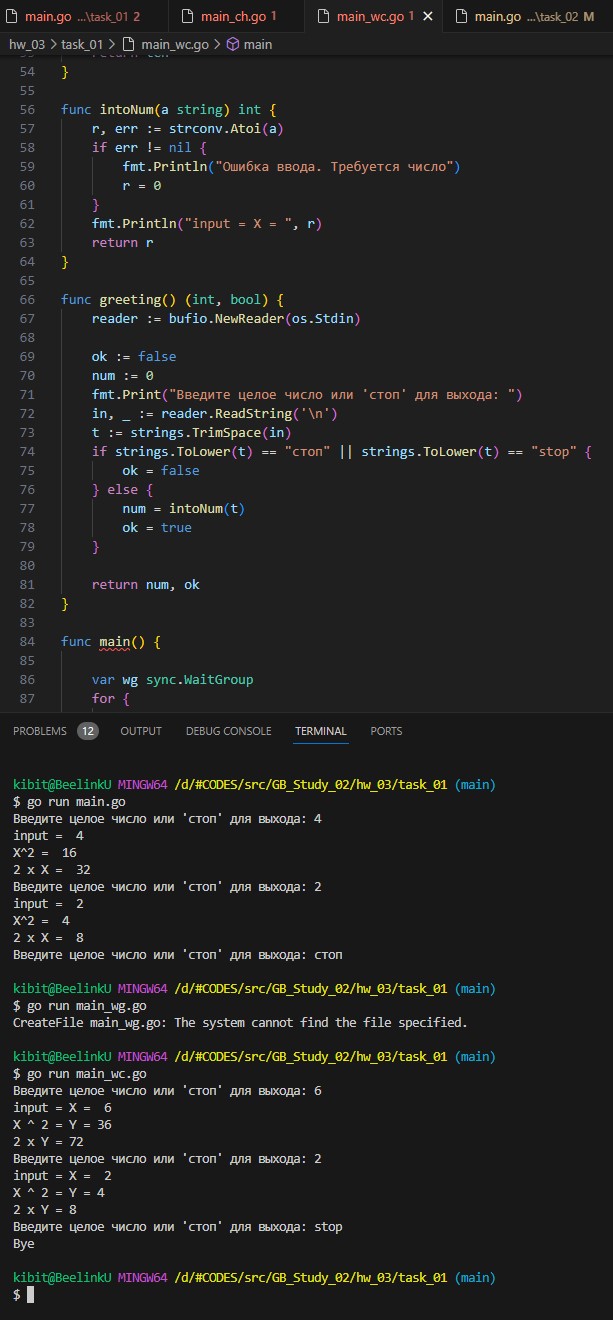 main.go ...\task_01 2 main_ch.go 1 main_wc.go 1 main.go ...\task_02 M
hw_03 > task_01 > main_wc.go > main
54 }
55
56 func intoNum(a string) int {
57 r, err := strconv.Atoi(a)
58 if err != nil {
59 fmt.Println("Ошибка ввода. Требуется число")
60 r = 0
61 }
62 fmt.Println("input = X = ", r)
63 return r
64 }
65
66 func greeting() (int, bool) {
67 reader := bufio.NewReader(os.Stdin)
68
69 ok := false
70 num := 0
71 fmt.Print("Введите целое число или 'стоп' для выхода: ")
72 in, _ := reader.ReadString('\n')
73 t := strings.TrimSpace(in)
74 if strings.ToLower(t) == "стоп" || strings.ToLower(t) == "stop" {
75 ok = false
76 } else {
77 num = intoNum(t)
78 ok = true
79 }
80
81 return num, ok
82 }
83
84 func main() {
85
86 var wg sync.WaitGroup
87 for {
PROBLEMS 12 OUTPUT DEBUG CONSOLE TERMINAL PORTS
kibit@BeelinkU MINGW64 /d/#CODES/src/GB_Study_02/hw_03/task_01 (main)
$ go run main.go
Введите целое число или 'стоп' для выхода: 4
input =  4
X^2 =  16
2 x X =  32
Введите целое число или 'стоп' для выхода: 2
input =  2
X^2 =  4
2 x X =  8
Введите целое число или 'стоп' для выхода: стоп
kibit@BeelinkU MINGW64 /d/#CODES/src/GB_Study_02/hw_03/task_01 (main)
$ go run main_wg.go
CreateFile main_wg.go: The system cannot find the file specified.
kibit@BeelinkU MINGW64 /d/#CODES/src/GB_Study_02/hw_03/task_01 (main)
$ go run main_wc.go
Введите целое число или 'стоп' для выхода: 6
input = X =  6
X ^ 2 = Y = 36
2 x Y = 72
Введите целое число или 'стоп' для выхода: 2
input = X =  2
X ^ 2 = Y = 4
2 x Y = 8
Введите целое число или 'стоп' для выхода: stop
Bye
kibit@BeelinkU MINGW64 /d/#CODES/src/GB_Study_02/hw_03/task_01 (main)
$